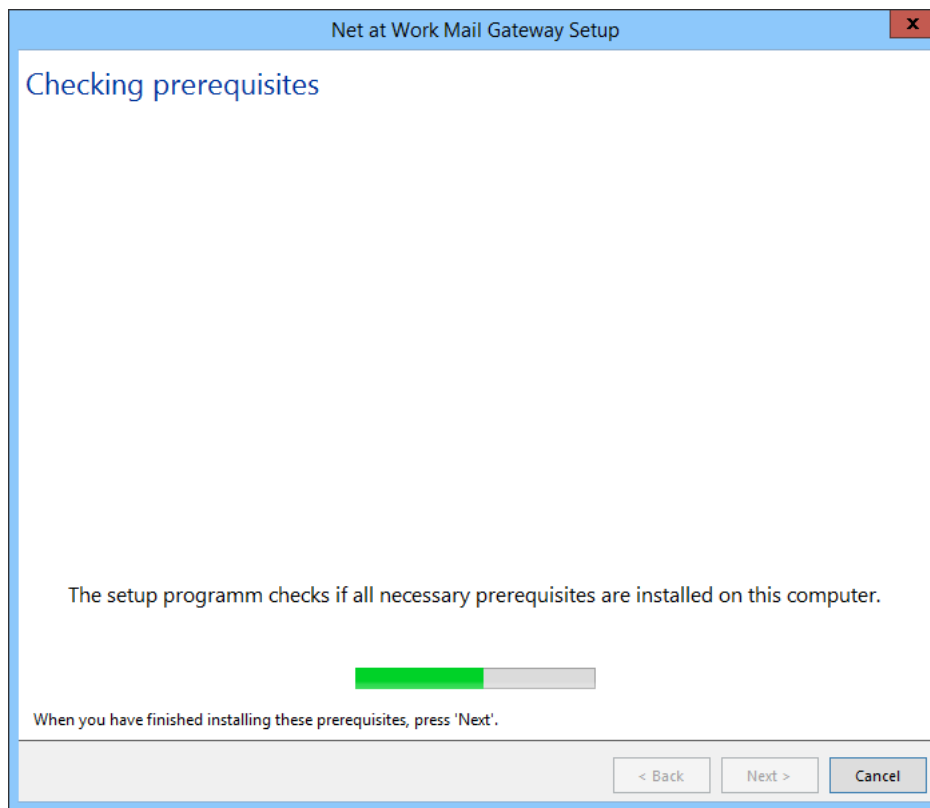 Net at Work Mail Gateway Setup
x
Checking prerequisites
The setup programm checks if all necessary prerequisites are installed on this computer.
When you have finished installing these prerequisites, press 'Next'.
< Back
Next >
Cancel